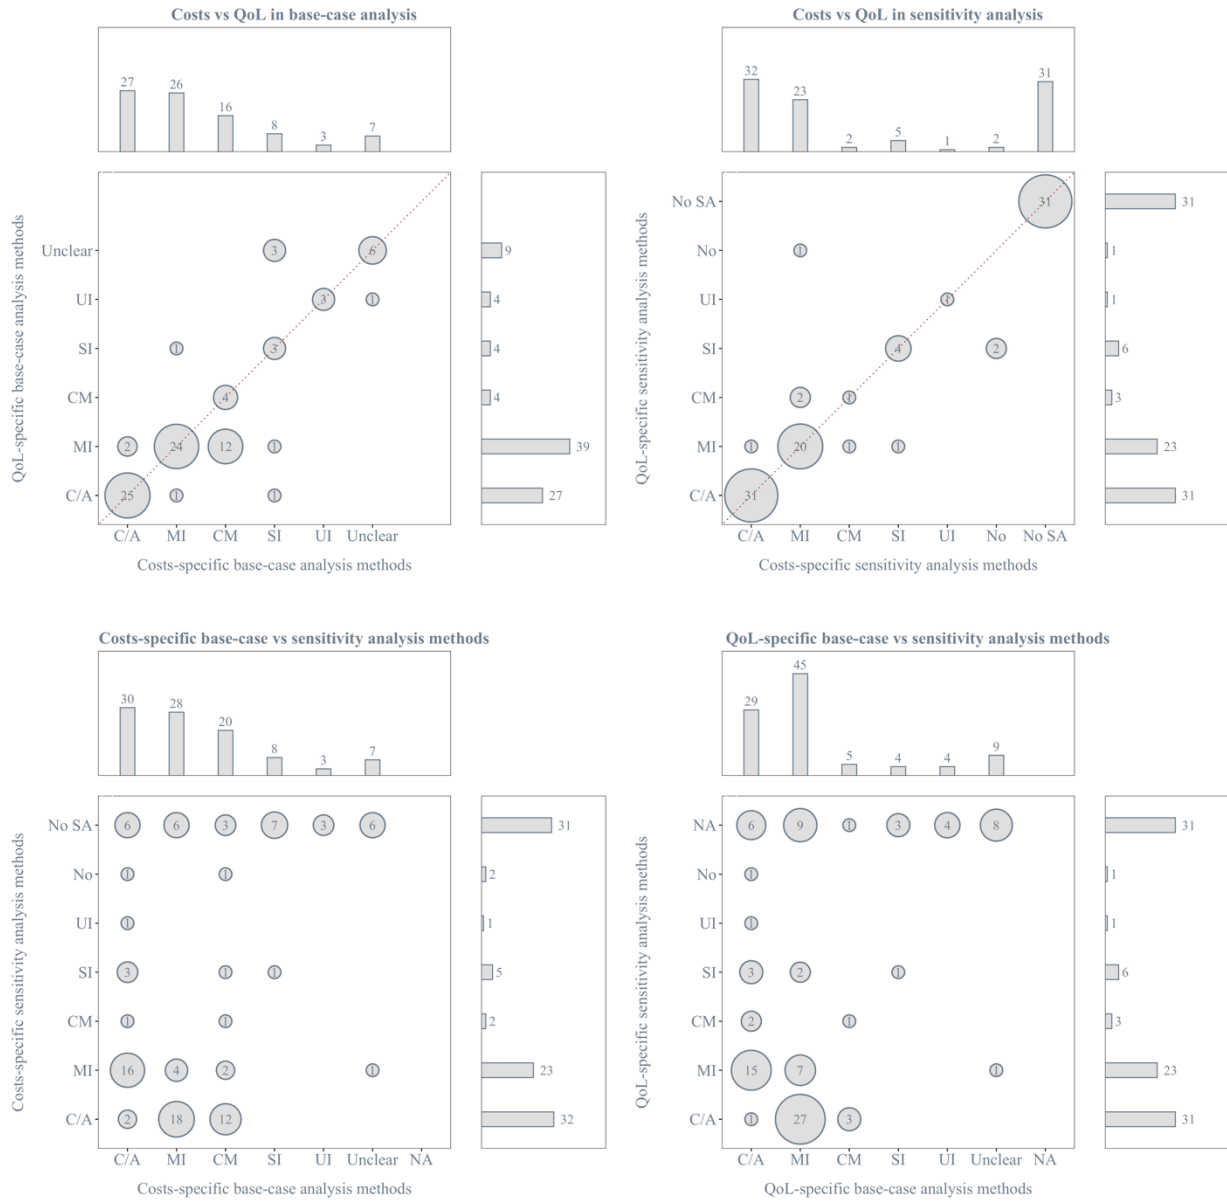 Costs vs QoL in base-case analysis
27 26 16 8 3 7
QoL-specific base-case analysis methods
Unclear 3 6 9
UI 3 1 4
SI 1 3 4
CM 4 4
MI 2 24 12 1 39
C/A 25 1 1 27
C/A MI CM SI UI Unclear
Costs-specific base-case analysis methods
Costs vs QoL in sensitivity analysis
32 23 2 5 1 2 31
QoL-specific sensitivity analysis methods
No SA 31 31
No 1 1
UI 1 1
SI 4 2 6
CM 2 1 3
MI 1 20 1 1 23
C/A 31 31
C/A MI CM SI UI No No SA
Costs-specific sensitivity analysis methods
Costs-specific base-case vs sensitivity analysis methods
30 28 20 8 3 7
Costs-specific sensitivity analysis methods
No SA 6 6 3 7 3 6 31
No 1 1 2
UI 1 1
SI 3 1 1 5
CM 1 1 2
MI 16 4 2 1 23
C/A 2 18 12 32
C/A MI CM SI UI Unclear NA
Costs-specific base-case analysis methods
QoL-specific base-case vs sensitivity analysis methods
29 45 5 4 4 9
QoL-specific sensitivity analysis methods
NA 6 9 1 3 4 8 31
No 1 1
UI 1 1
SI 3 2 1 6
CM 2 1 3
MI 15 7 1 23
C/A 1 27 3 31
C/A MI CM SI UI Unclear NA
QoL-specific base-case analysis methods